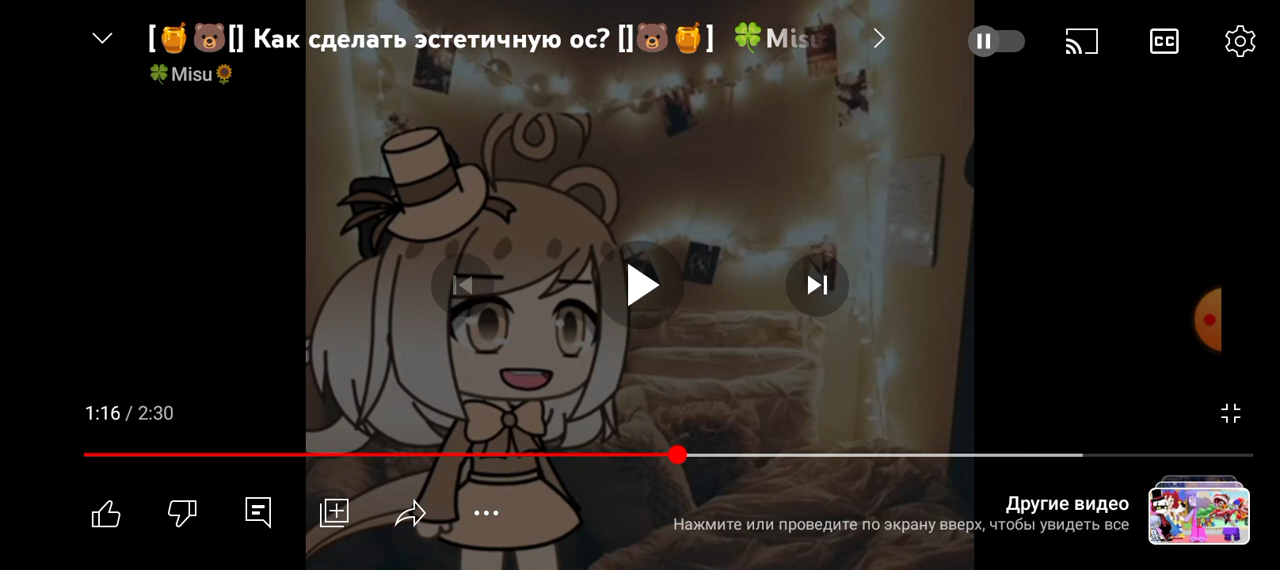 [🍯🐻[] Как сделать эстетичную ос? []🐻🍯] 🍀Misu
🍀Misu🌻
CC
1:16 / 2:30
Другие видео
Нажмите или проведите по экрану вверх, чтобы увидеть все